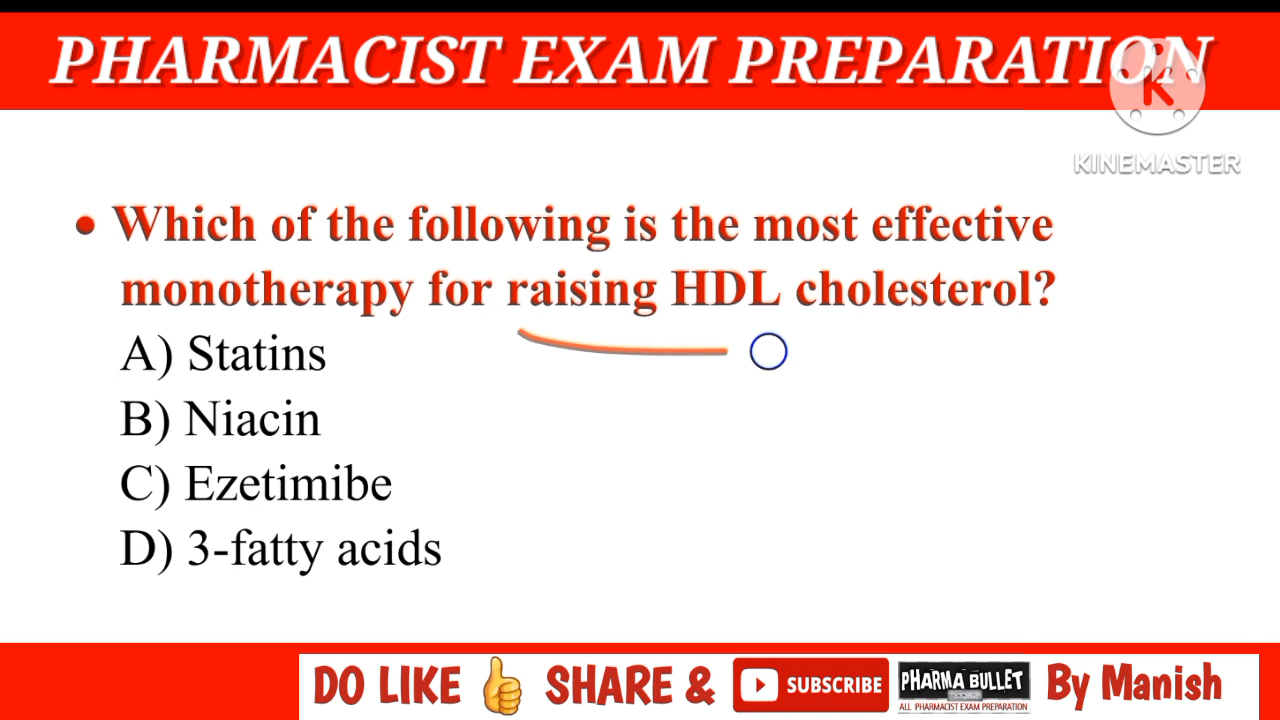 PHARMACIST EXAM PREPARATION
K
KINEMASTER
• Which of the following is the most effective
monotherapy for raising HDL cholesterol?
A) Statins
B) Niacin
C) Ezetimibe
D) 3-fatty acids
DO LIKE SHARE & SUBSCRIBE PHARMA BULLET By Manish
ALL PHARMACIST EXAM PREPARATION